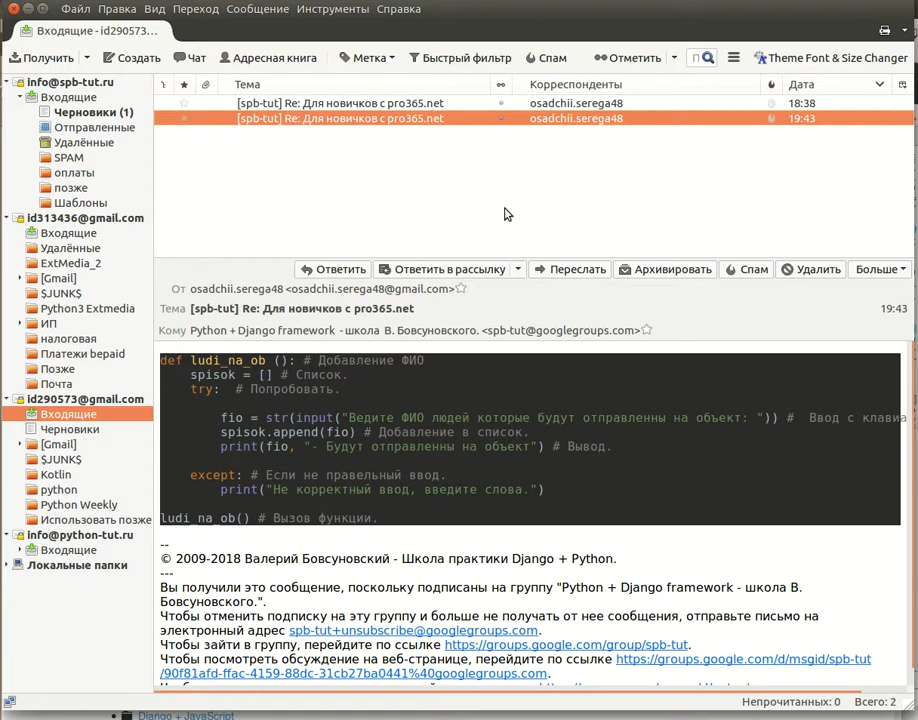 Файл Правка Вид Переход Сообщение Инструменты Справка
Входящие - id290573…
Получить Создать Чат Адресная книга Метка Быстрый фильтр Спам Отметить Theme Font & Size Changer
info@spb-tut.ru
Входящие
Черновики (1)
Отправленные
Удалённые
SPAM
оплаты
позже
Шаблоны
id313436@gmail.com
Входящие
Удалённые
ExtMedia_2
[Gmail]
$JUNK$
Python3 Extmedia
ИП
налоговая
Платежи bepaid
Позже
Почта
id290573@gmail.com
Входящие
Черновики
[Gmail]
$JUNK$
Kotlin
python
Python Weekly
Использовать позже
info@python-tut.ru
Входящие
Локальные папки
Тема Корреспонденты Дата
[spb-tut] Re: Для новичков с pro365.net osadchii.serega48 18:38
[spb-tut] Re: Для новичков с pro365.net osadchii.serega48 19:43
Ответить Ответить в рассылку Переслать Архивировать Спам Удалить Больше
От osadchii.serega48 <osadchii.serega48@gmail.com>
Тема [spb-tut] Re: Для новичков с pro365.net 19:43
Кому Python + Django framework - школа В. Бовсуновского. <spb-tut@googlegroups.com>
def ludi_na_ob (): # Добавление ФИО
spisok = [] # Список.
try: # Попробовать.
fio = str(input("Ведите ФИО людей которые будут отправленны на объект: ")) # Ввод с клавиа
spisok.append(fio) # Добавление в список.
print(fio, "- Будут отправленны на объект") # Вывод.
except: # Если не правельный ввод.
print("Не корректный ввод, введите слова.")
ludi_na_ob() # Вызов функции.
--
© 2009-2018 Валерий Бовсуновский - Школа практики Django + Python.
---
Вы получили это сообщение, поскольку подписаны на группу "Python + Django framework - школа В.
Бовсуновского.".
Чтобы отменить подписку на эту группу и больше не получать от нее сообщения, отправьте письмо на
электронный адрес spb-tut+unsubscribe@googlegroups.com.
Чтобы зайти в группу, перейдите по ссылке https://groups.google.com/group/spb-tut.
Чтобы посмотреть обсуждение на веб-странице, перейдите по ссылке https://groups.google.com/d/msgid/spb-tut
/90f81afd-ffac-4159-88dc-31cb27ba0441%40googlegroups.com.
Непрочитанных: 0 Всего: 2
Django + JavaScript